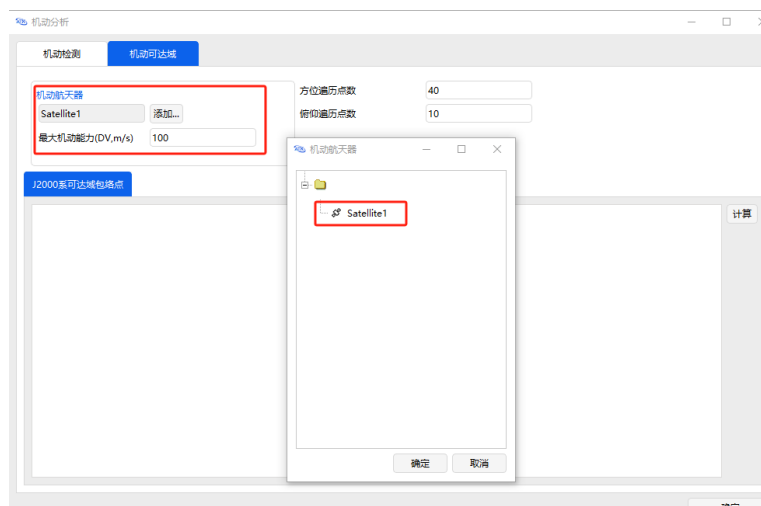 机动分析
机动检测
机动可达域
机动航天器
Satellite1
添加...
最大机动能力(DV,m/s)
100
方位遍历点数
40
俯仰遍历点数
10
J2000系可达域包络点
计算
机动航天器
Satellite1
确定
取消